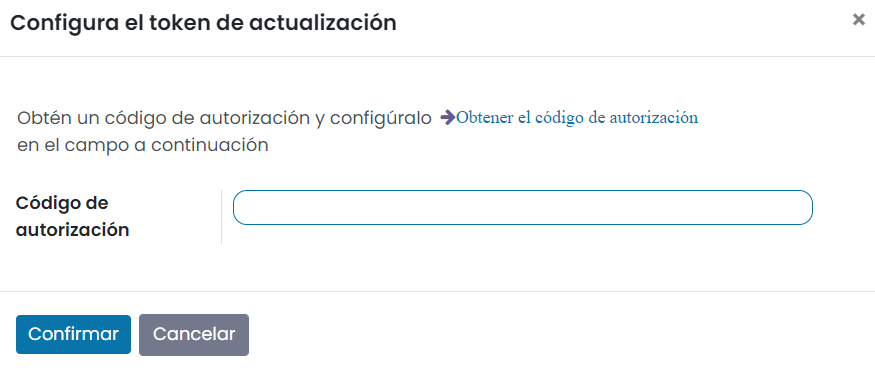 Configura el token de actualización
×
Obtén un código de autorización y configúralo ➔Obtener el código de autorización
en el campo a continuación
Código de
autorización
Confirmar Cancelar